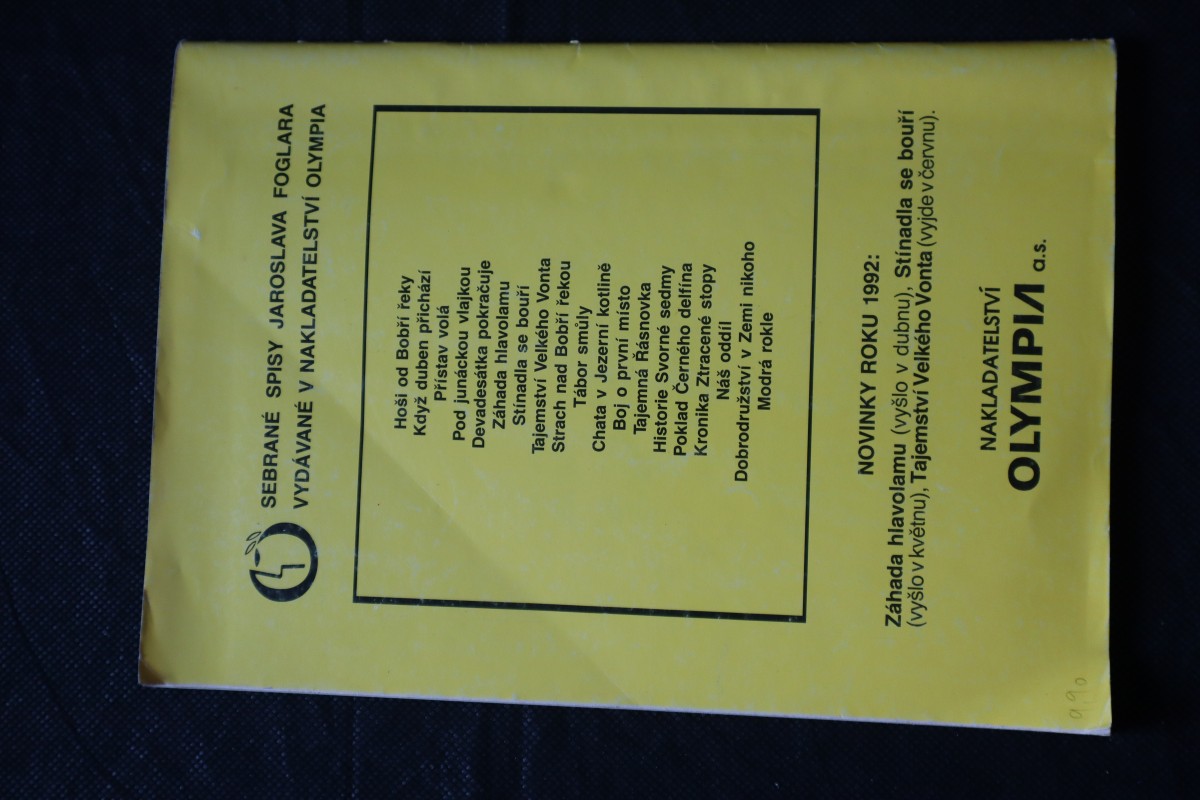 SEBRANÉ SPISY JAROSLAVA FOGLARA
VYDÁVANÉ V NAKLADATELSTVÍ OLYMPIA
Hoši od Bobří řeky
Když duben přichází
Přístav volá
Pod junáckou vlajkou
Devadesátka pokračuje
Záhada hlavolamu
Stínadla se bouří
Tajemství Velkého Vonta
Strach nad Bobří řekou
Tábor smůly
Chata v Jezerní kotlině
Boj o první místo
Tajemná Řásnovka
Historie Svorné sedmy
Poklad Černého delfína
Kronika Ztracené stopy
Náš oddíl
Dobrodružství v Zemi nikoho
Modrá rokle
NOVINKY ROKU 1992:
Záhada hlavolamu (vyšlo v dubnu), Stínadla se bouří
(vyšlo v květnu), Tajemství Velkého Vonta (vyjde v červnu).
NAKLADATELSTVÍ
OLYMPIA a.s.
9,90